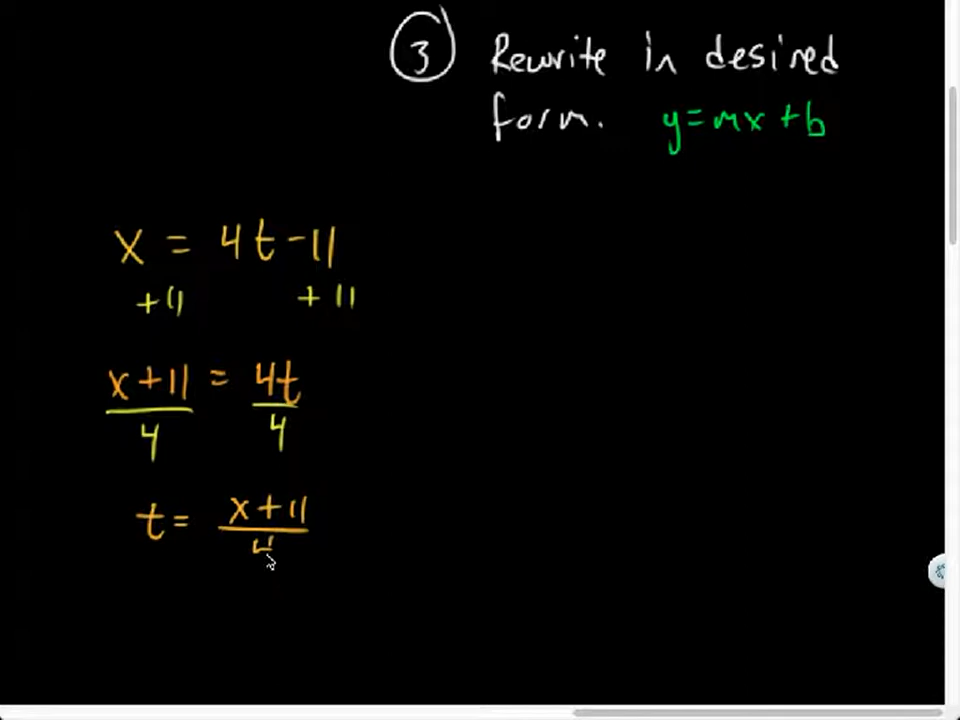 ③ Rewrite in desired
form. y=mx+b
x = 4t-11
+11 +11
x+11 = 4t
4 4
t = x+11
4